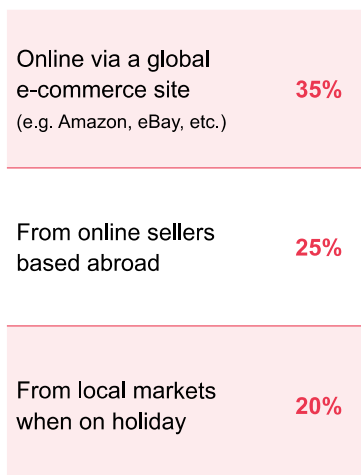 Online via a global
e-commerce site
(e.g. Amazon, eBay, etc.)
35%
From online sellers
based abroad
25%
From local markets
when on holiday
20%